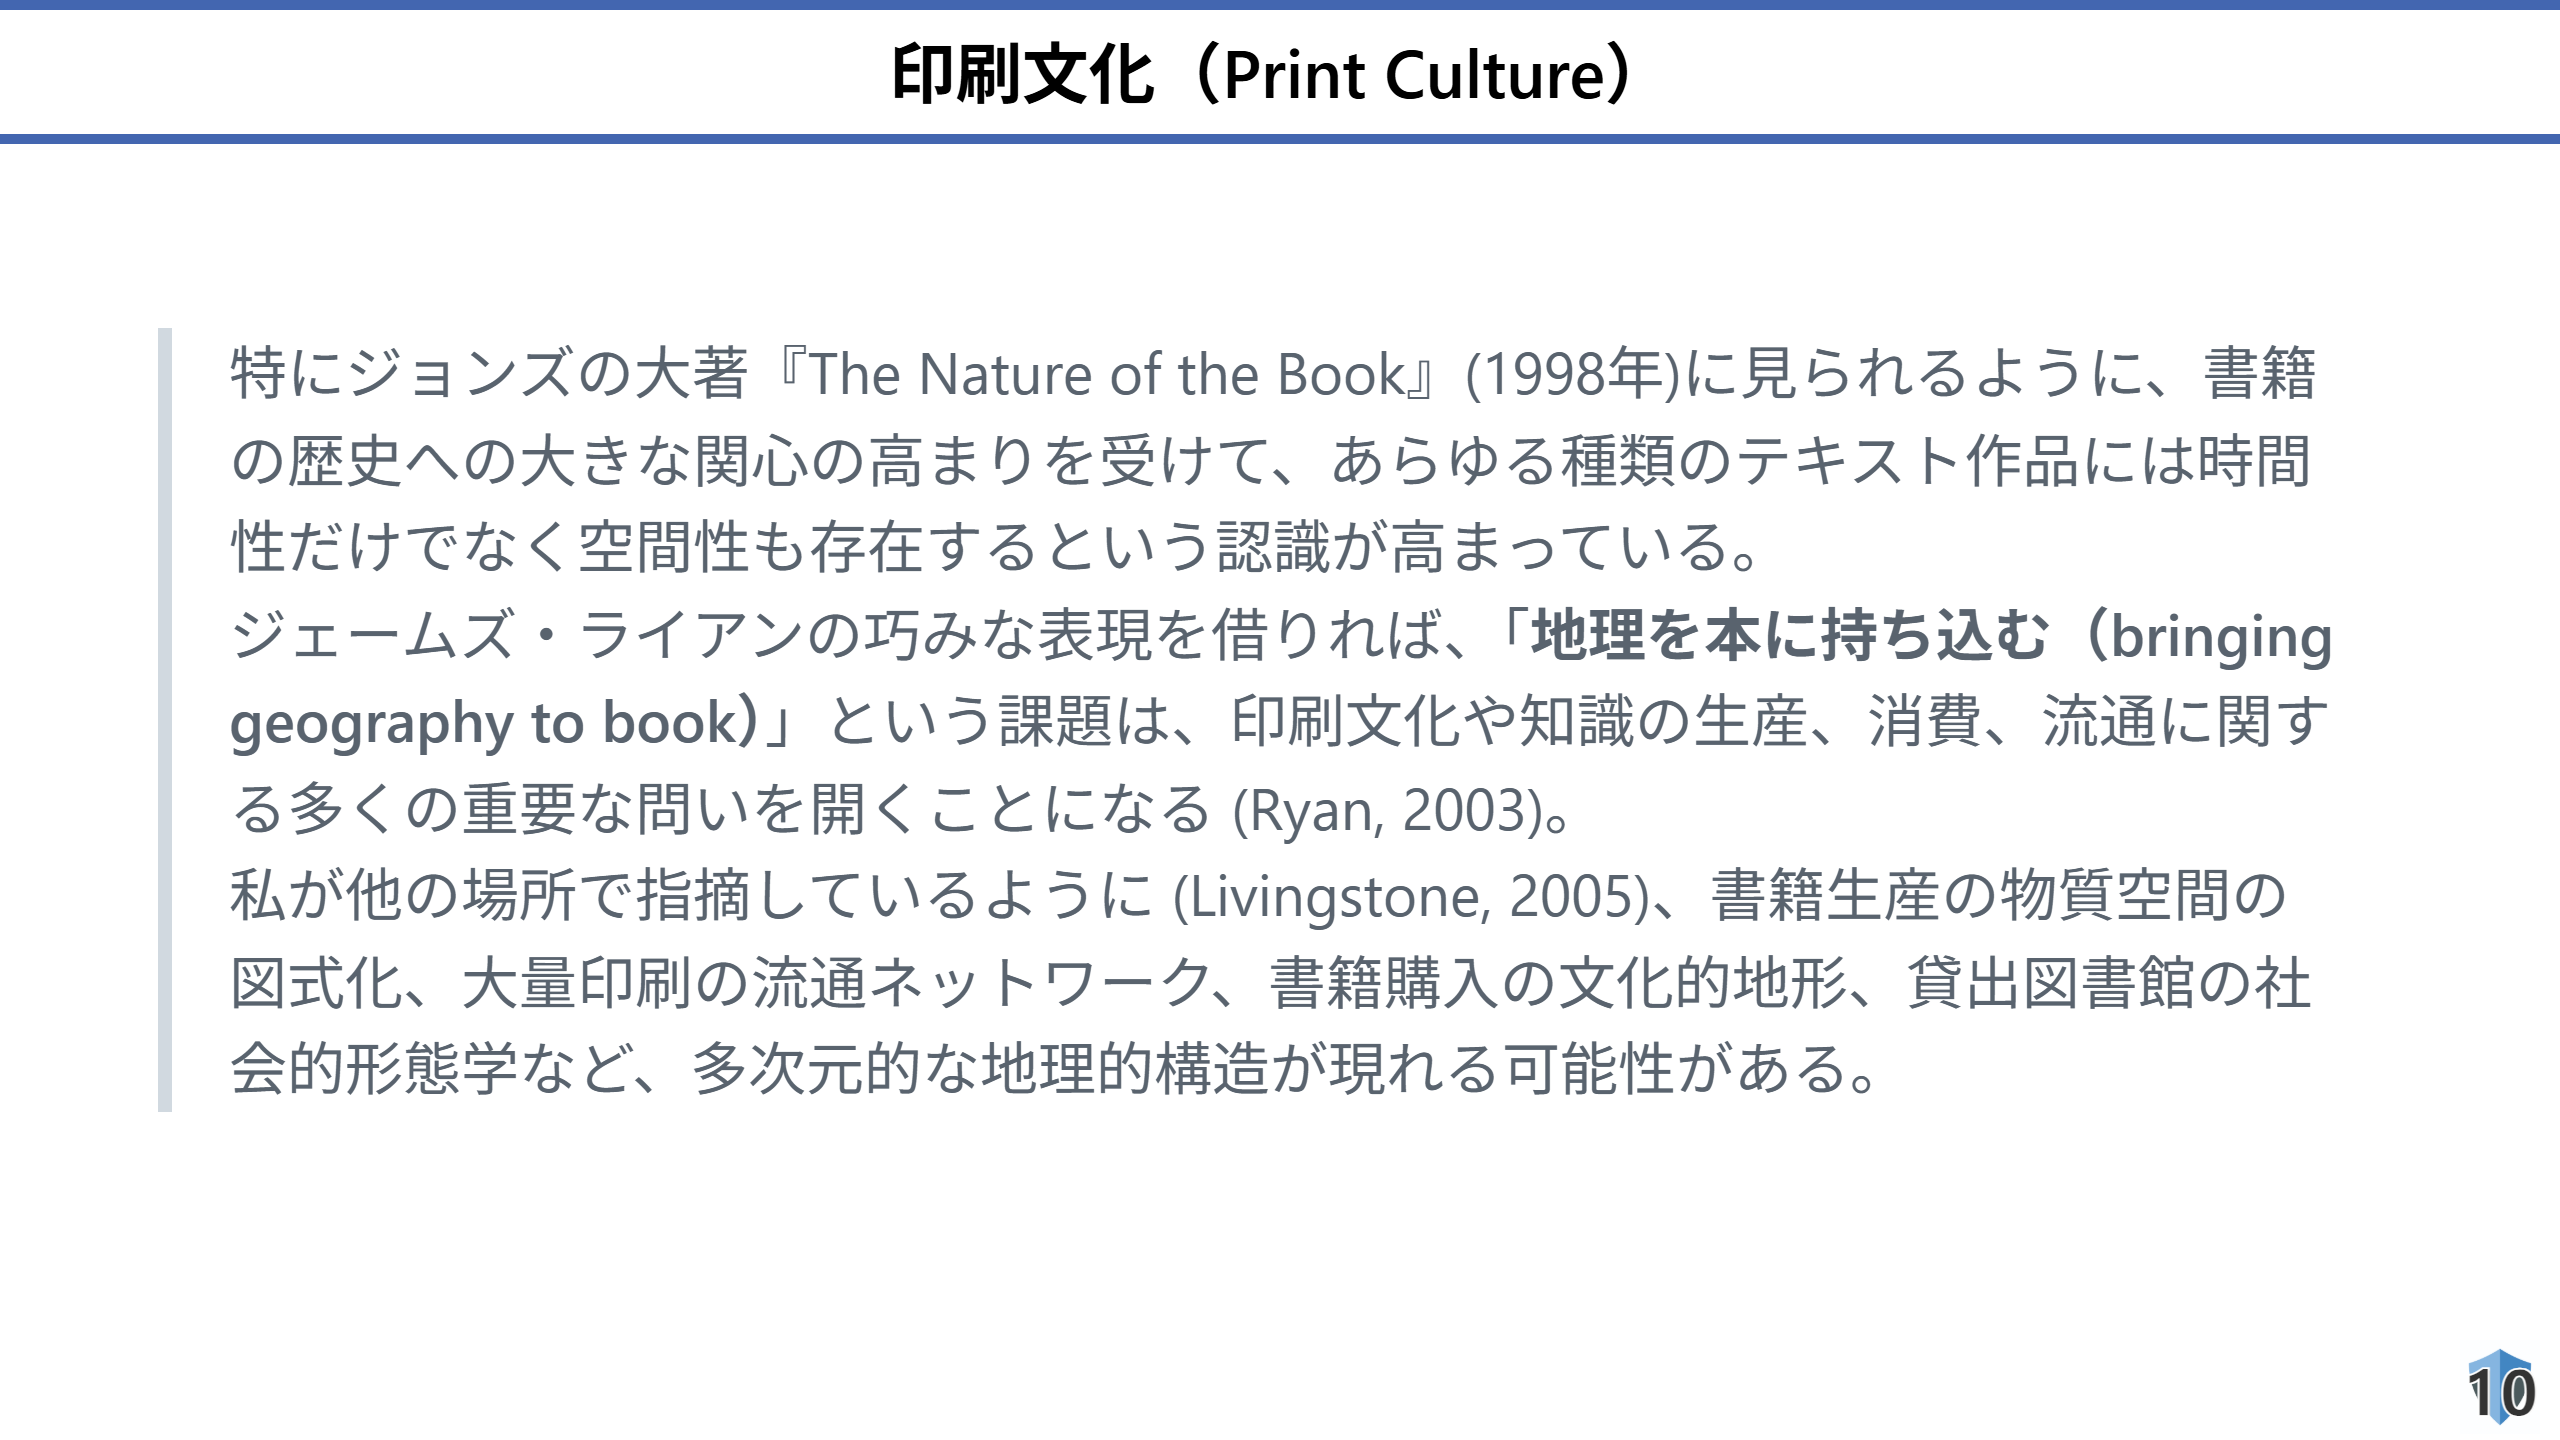 印刷文化（Print Culture）
特にジョンズの大著『The Nature of the Book』(1998年)に見られるように、書籍
の歴史への大きな関心の高まりを受けて、あらゆる種類のテキスト作品には時間
性だけでなく空間性も存在するという認識が高まっている。
ジェームズ・ライアンの巧みな表現を借りれば、「地理を本に持ち込む（bringing
geography to book）」という課題は、印刷文化や知識の生産、消費、流通に関す
る多くの重要な問いを開くことになる (Ryan, 2003)。
私が他の場所で指摘しているように (Livingstone, 2005)、書籍生産の物質空間の
図式化、大量印刷の流通ネットワーク、書籍購入の文化的地形、貸出図書館の社
会的形態学など、多次元的な地理的構造が現れる可能性がある。
10